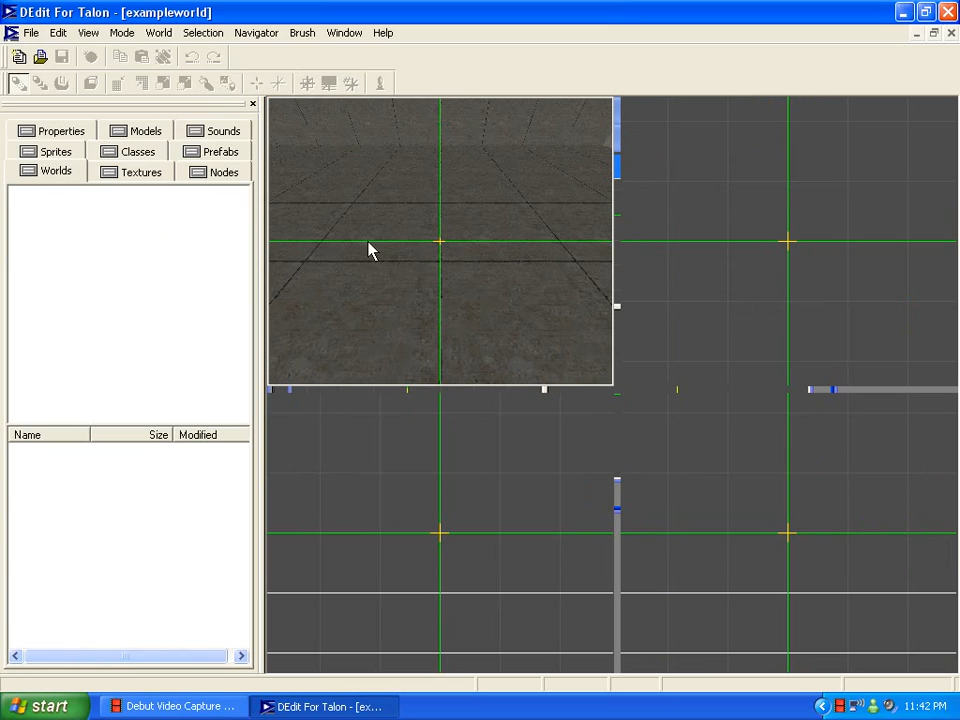 DEdit For Talon - [exampleworld]
File Edit View Mode World Selection Navigator Brush Window Help
Properties Models Sounds
Sprites Classes Prefabs
Worlds Textures Nodes
Name Size Modified
start Debut Video Capture ... DEdit For Talon - [ex... 11:42 PM